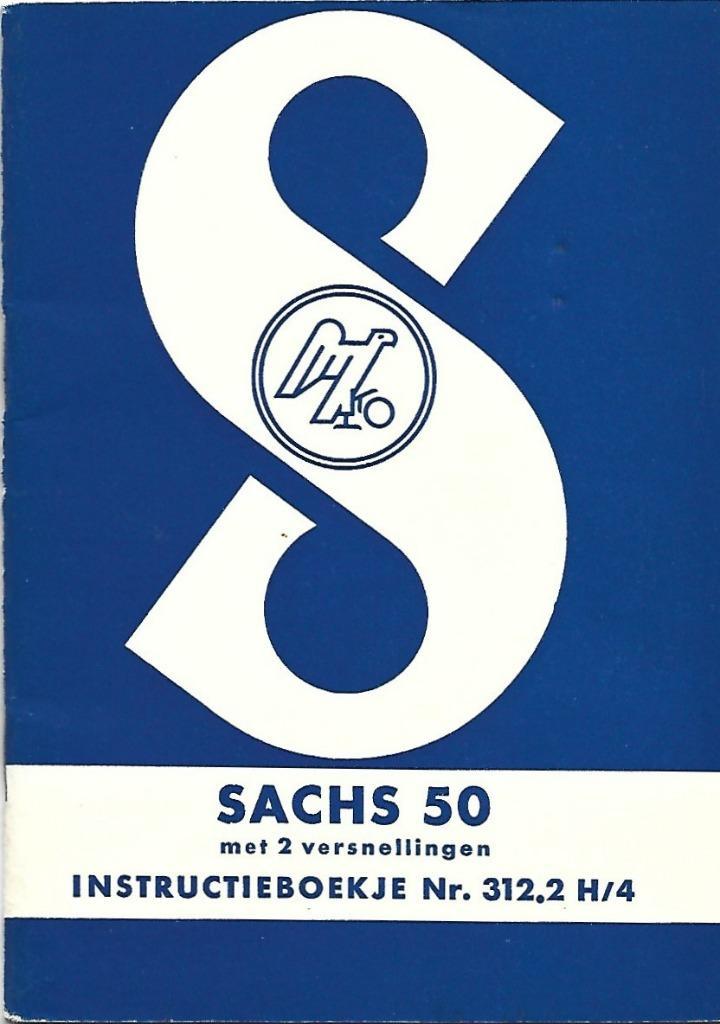 SACHS 50
met 2 versnellingen
INSTRUCTIEBOEKJE Nr. 312.2 H/4